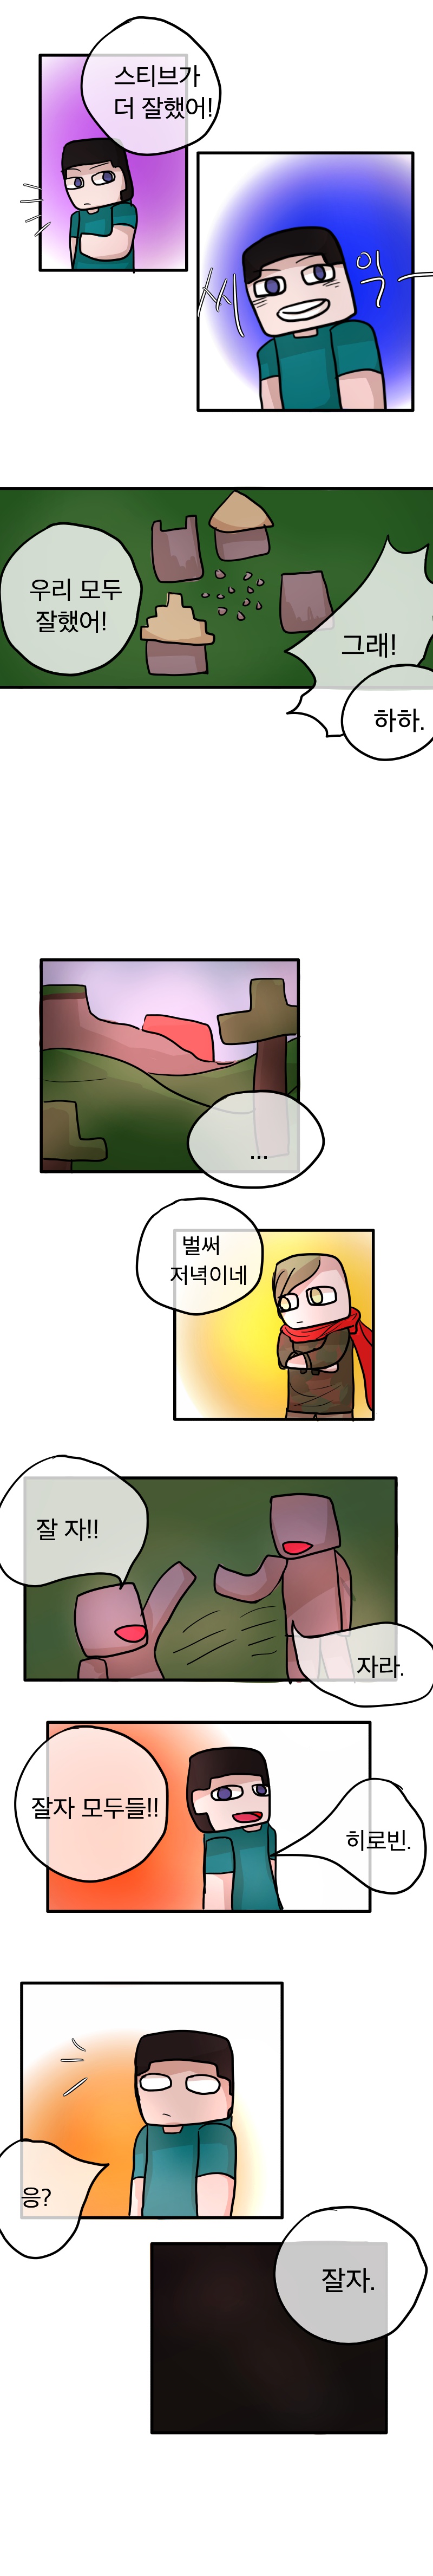 스티브가
더 잘했어!
씨익
우리 모두
잘했어!
그래!
하하.
...
벌써
저녁이네
잘 자!!
자라.
잘자 모두들!!
히로빈.
응?
잘자.